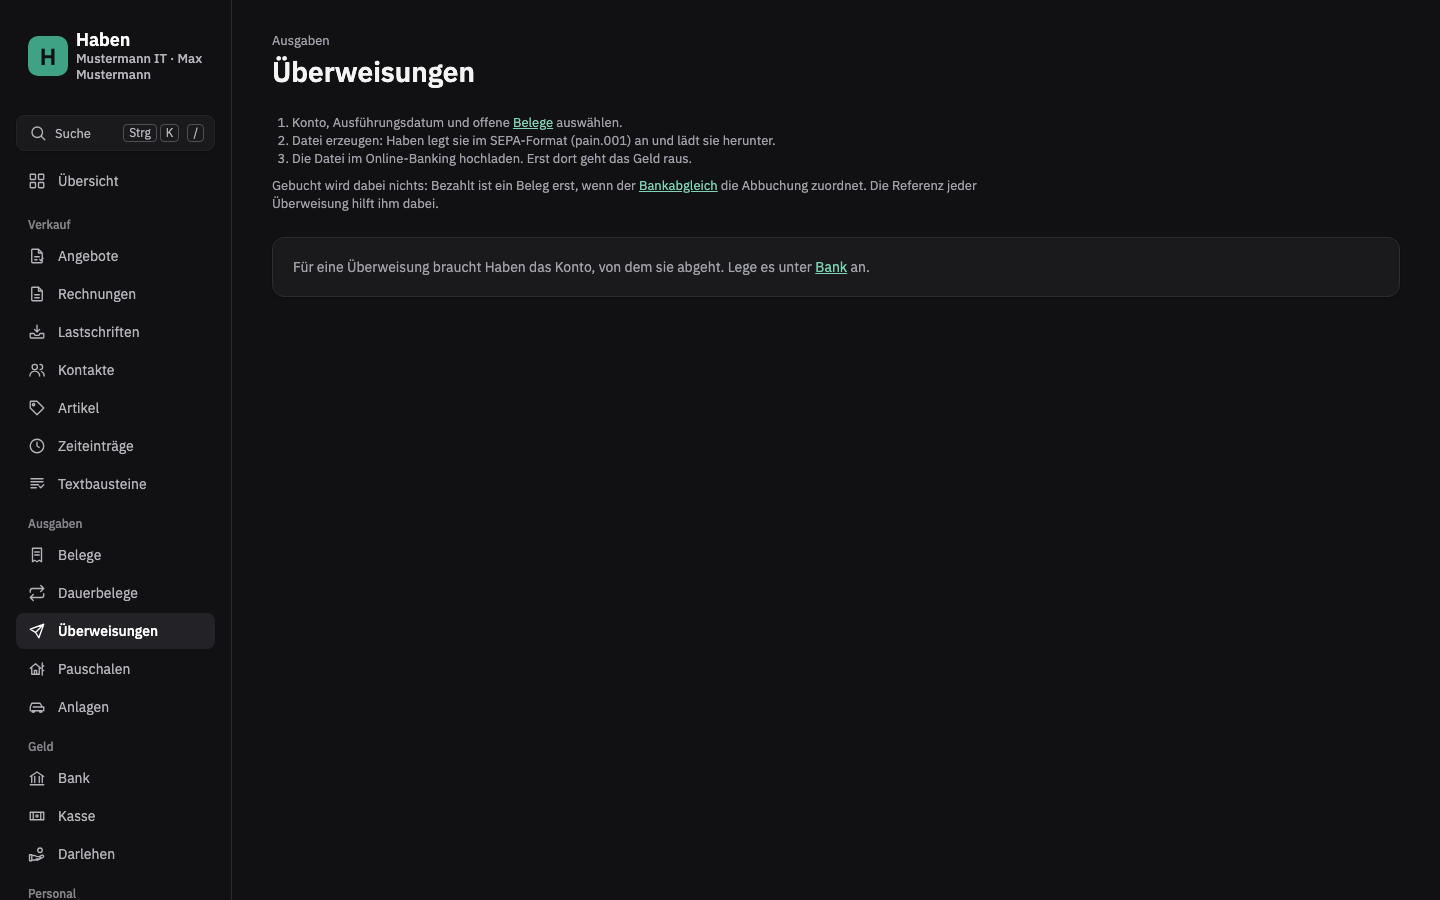 H
Haben
Mustermann IT · Max
Mustermann
Suche Strg K /
Übersicht
Verkauf
Angebote
Rechnungen
Lastschriften
Kontakte
Artikel
Zeiteinträge
Textbausteine
Ausgaben
Belege
Dauerbelege
Überweisungen
Pauschalen
Anlagen
Geld
Bank
Kasse
Darlehen
Personal
Ausgaben
Überweisungen
1. Konto, Ausführungsdatum und offene Belege auswählen.
2. Datei erzeugen: Haben legt sie im SEPA-Format (pain.001) an und lädt sie herunter.
3. Die Datei im Online-Banking hochladen. Erst dort geht das Geld raus.
Gebucht wird dabei nichts: Bezahlt ist ein Beleg erst, wenn der Bankabgleich die Abbuchung zuordnet. Die Referenz jeder
Überweisung hilft ihm dabei.
Für eine Überweisung braucht Haben das Konto, von dem sie abgeht. Lege es unter Bank an.